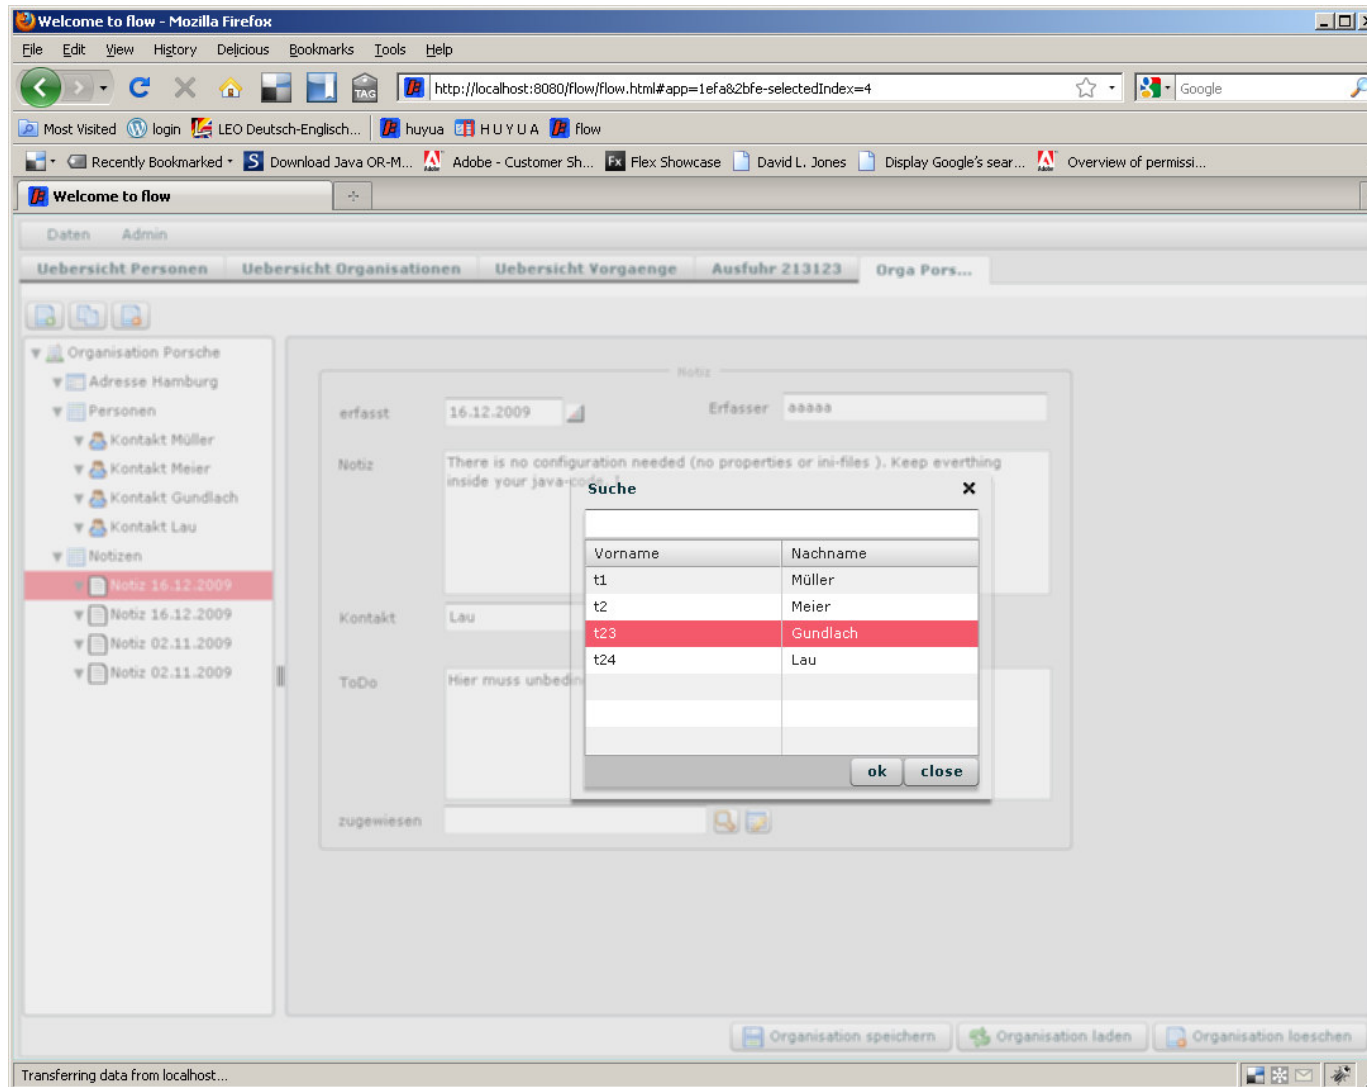 Welcome to flow - Mozilla Firefox
File Edit View History Delicious Bookmarks Tools Help
TAG http://localhost:8080/flow/flow.html#app=1efa&2bfe-selectedIndex=4 Google
Most Visited login LEO Deutsch-Englisch... huyua H U Y U A flow
Recently Bookmarked Download Java OR-M... Adobe - Customer Sh... Fx Flex Showcase David L. Jones Display Google's sear... Overview of permissi...
Welcome to flow
Daten Admin
Uebersicht Personen Uebersicht Organisationen Uebersicht Vorgaenge Ausfuhr 213123 Orga Pors...
Organisation Porsche
Adresse Hamburg
Personen
Kontakt Müller
Kontakt Meier
Kontakt Gundlach
Kontakt Lau
Notizen
Notiz 16.12.2009
Notiz 16.12.2009
Notiz 02.11.2009
Notiz 02.11.2009
Notiz
erfasst 16.12.2009 Erfasser aaaaa
Notiz There is no configuration needed (no properties or ini-files ). Keep everthing
inside your java-code
Kontakt Lau
ToDo Hier muss
zugewiesen
Suche
Vorname Nachname
t1 Müller
t2 Meier
t23 Gundlach
t24 Lau
ok close
Organisation speichern Organisation laden Organisation loeschen
Transferring data from localhost...